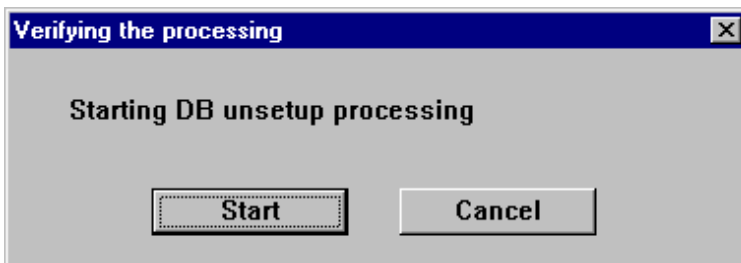 Verifying the processing
Starting DB unsetup processing
Start
Cancel